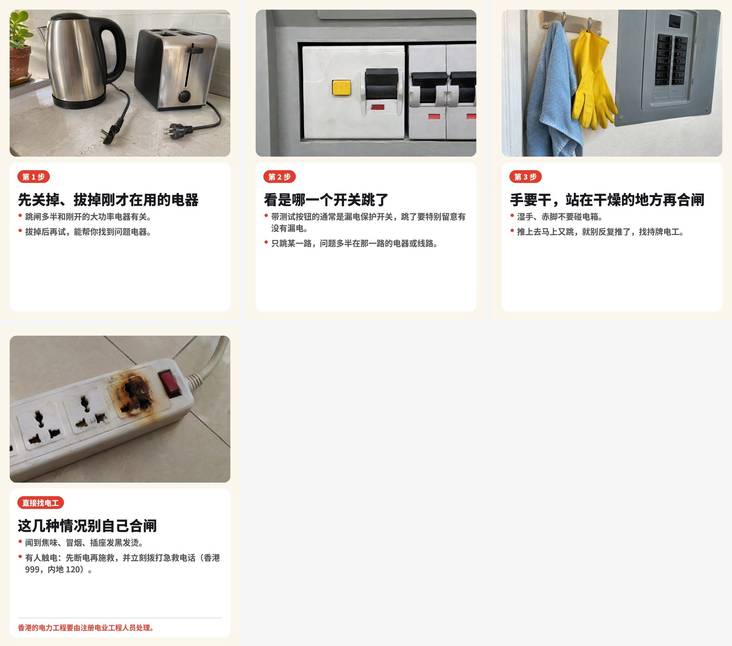 第 1 步
先关掉、拔掉刚才在用的电器
跳闸多半和刚开的大功率电器有关。
拔掉后再试，能帮你找到问题电器。
第 2 步
看是哪一个开关跳了
带测试按钮的通常是漏电保护开关，跳了要特别留意有
没有漏电。
只跳某一路，问题多半在那一路的电器或线路。
第 3 步
手要干，站在干燥的地方再合闸
湿手、赤脚不要碰电箱。
推上去马上又跳，就别反复推了，找持牌电工。
直接找电工
这几种情况别自己合闸
闻到焦味、冒烟、插座发黑发烫。
有人触电：先断电再施救，并立刻拨打急救电话（香港
999，内地 120）。
香港的电力工程要由注册电业工程人员处理。